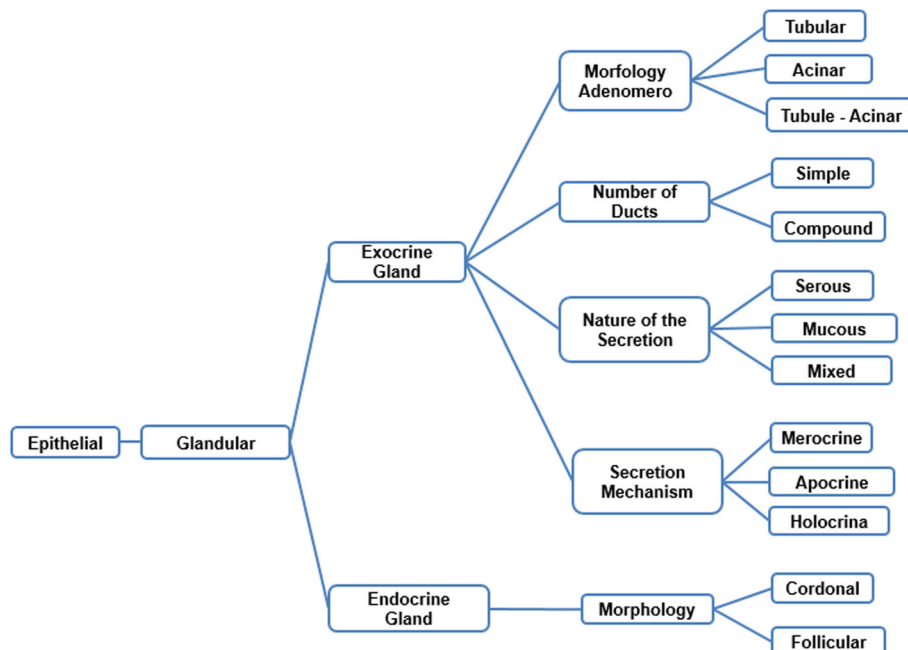 Tubular
Morfology
Adenomero
Acinar
Tubule - Acinar
Simple
Number of
Ducts
Compound
Exocrine
Gland
Serous
Nature of the
Secretion
Mucous
Mixed
Epithelial
Glandular
Merocrine
Secretion
Mechanism
Apocrine
Holocrina
Cordonal
Endocrine
Gland
Morphology
Follicular